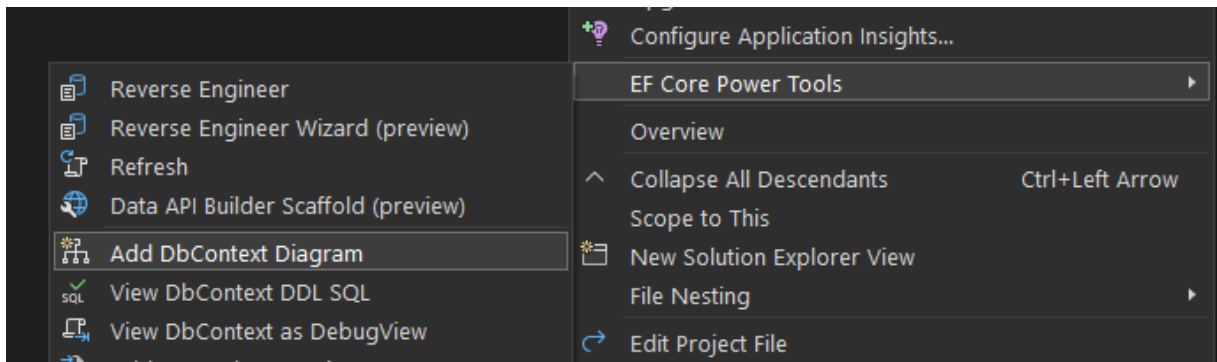 Configure Application Insights...
EF Core Power Tools
Overview
Collapse All Descendants Ctrl+Left Arrow
Scope to This
New Solution Explorer View
File Nesting
Edit Project File
Reverse Engineer
Reverse Engineer Wizard (preview)
Refresh
Data API Builder Scaffold (preview)
Add DbContext Diagram
SQL View DbContext DDL SQL
View DbContext as DebugView